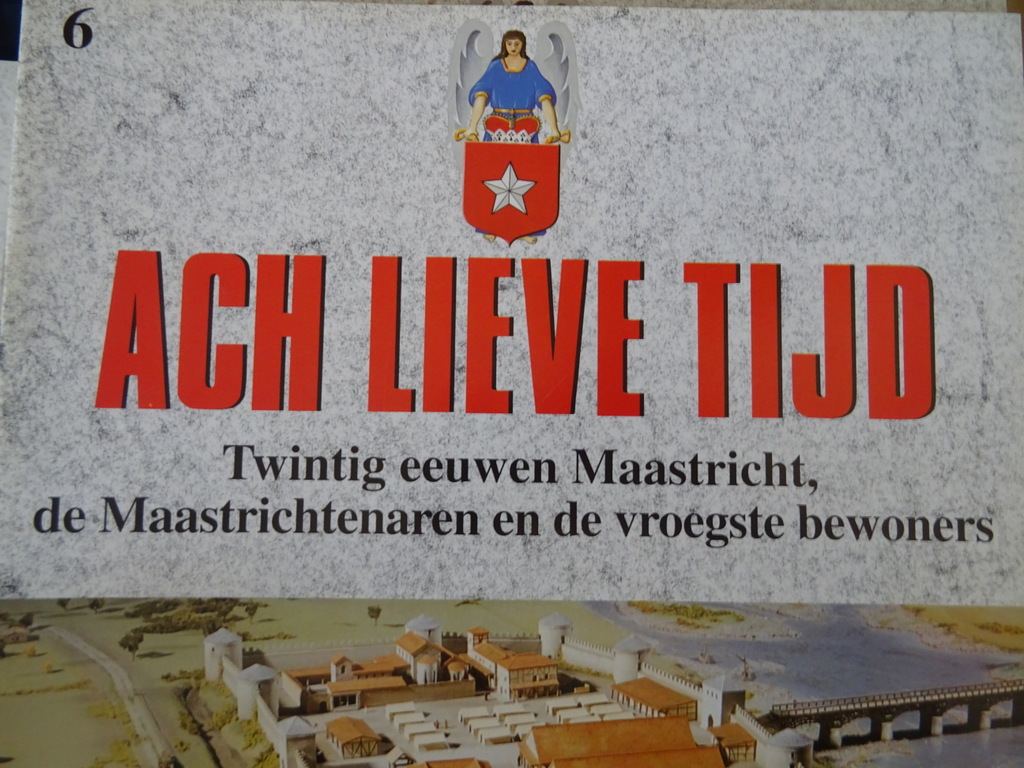 6
ACH LIEVE TIJD
Twintig eeuwen Maastricht,
de Maastrichtenaren en de vroegste bewoners